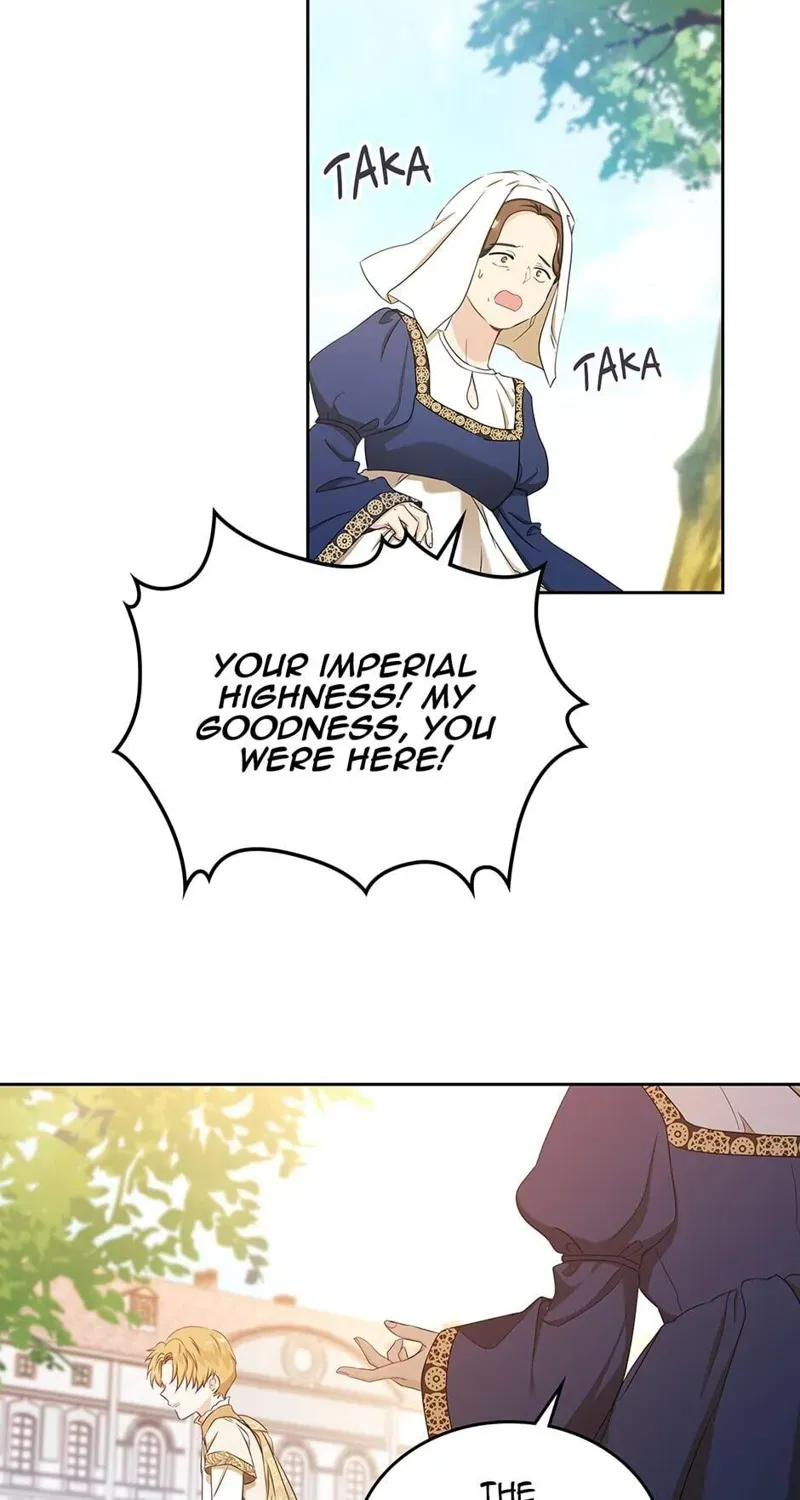 TAKA
TAKA
YOUR IMPERIAL
HIGHNESS! MY
GOODNESS, YOU
WERE HERE!
THE